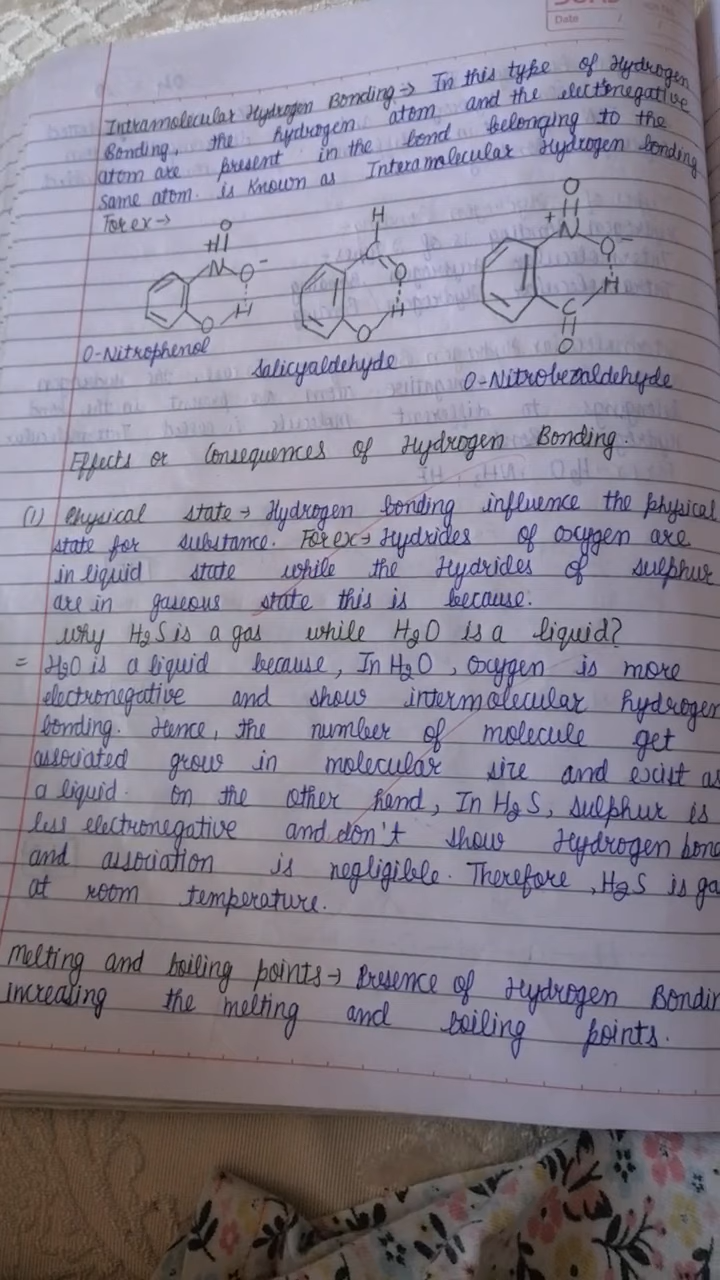 Date
Intramolecular Hydrogen Bonding → In this type of Hydrogen
Bonding, the hydrogen atom and the electronegative
atom are present in the bond belonging to the
same atom. is known as Interamolecular Hydrogen bonding
For ex →
O
+ N O⁻
O H
H
C O
O H
O
+ N O⁻
H
C
O
O-Nitrophenol
Salicyaldehyde
O-Nitrobezaldehyde
Effects or Consequences of Hydrogen Bonding.
(1) Physical state → Hydrogen bonding influence the physical
state for substance. For ex → Hydrides of oxygen are
in liquid state while the Hydrides of sulphur
are in gaseous state this is because.
why H2S is a gas while H2O is a liquid?
= H2O is a liquid because, In H2O, oxygen is more
electronegative and show intermolecular hydrogen
bonding. Hence, the number of molecule get
associated grow in molecular size and exist as
a liquid. on the other hand, In H2S, sulphur is
less electronegative and don't show Hydrogen bond
and association is negligible. Therefore, H2S is ga
at room temperature.
Melting and boiling points → Presence of Hydrogen Bondin
increasing the melting and boiling points.